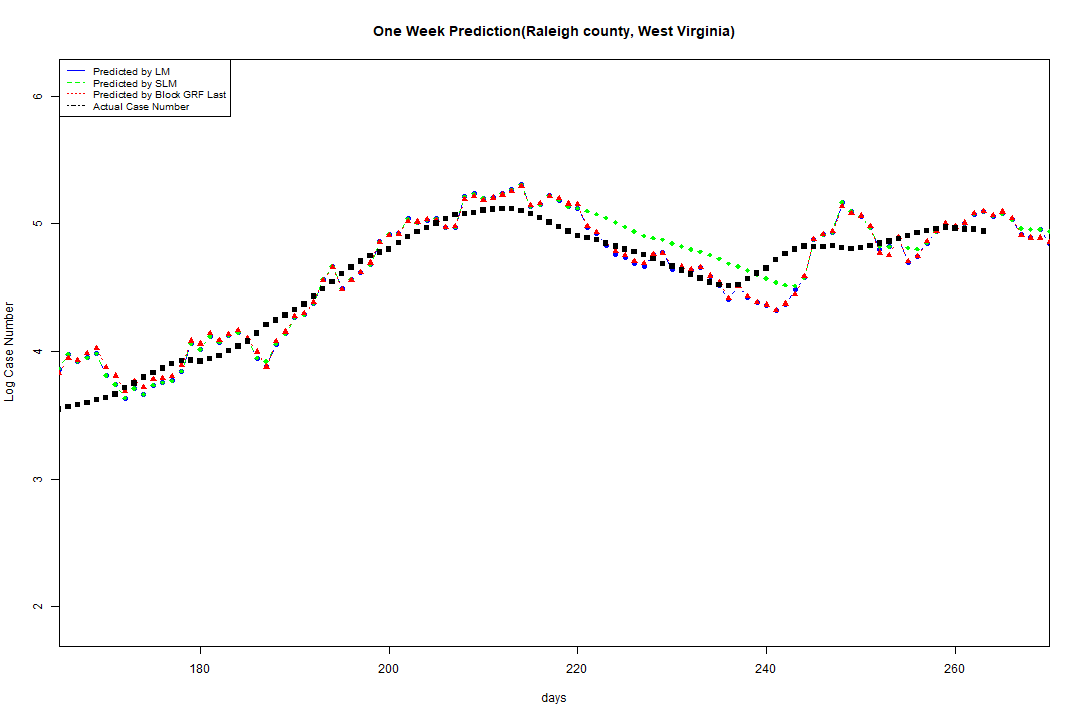 One Week Prediction(Raleigh county, West Virginia)
Predicted by LM
Predicted by SLM
Predicted by Block GRF Last
Actual Case Number
6
5
4
3
2
Log Case Number
180
200
220
240
260
days